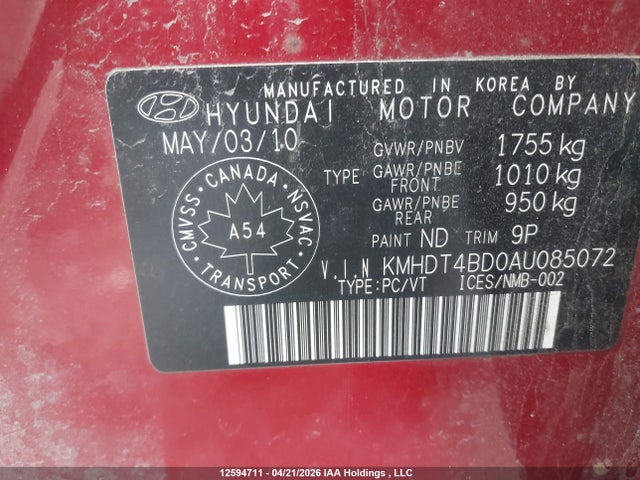 MANUFACTURED IN KOREA BY
HYUNDAI MOTOR COMPANY
MAY/03/10
GVWR/PNBV 1755 kg
TYPE GAWR/PNBE FRONT 1010 kg
GAWR/PNBE REAR 950 kg
PAINT ND TRIM 9P
CMVSS • CANADA • NSVAC
A54
TRANSPORT
V.I.N KMHDT4BD0AU085072
TYPE:PC/VT ICES/NMB-002
12594711 - 04/21/2026 IAA Holdings , LLC